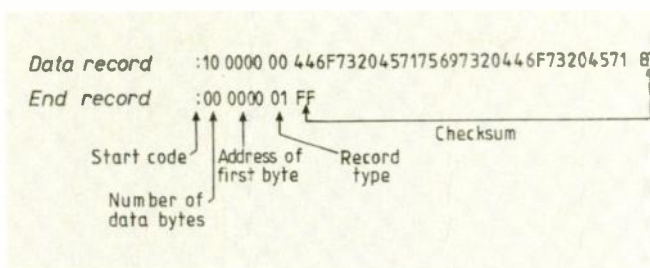 Data record :10 0000 00 446F7320457175697320446F73204571
End record :00 0000 01 FF
Checksum
Start code Address of Record
first byte type
Number of
data bytes